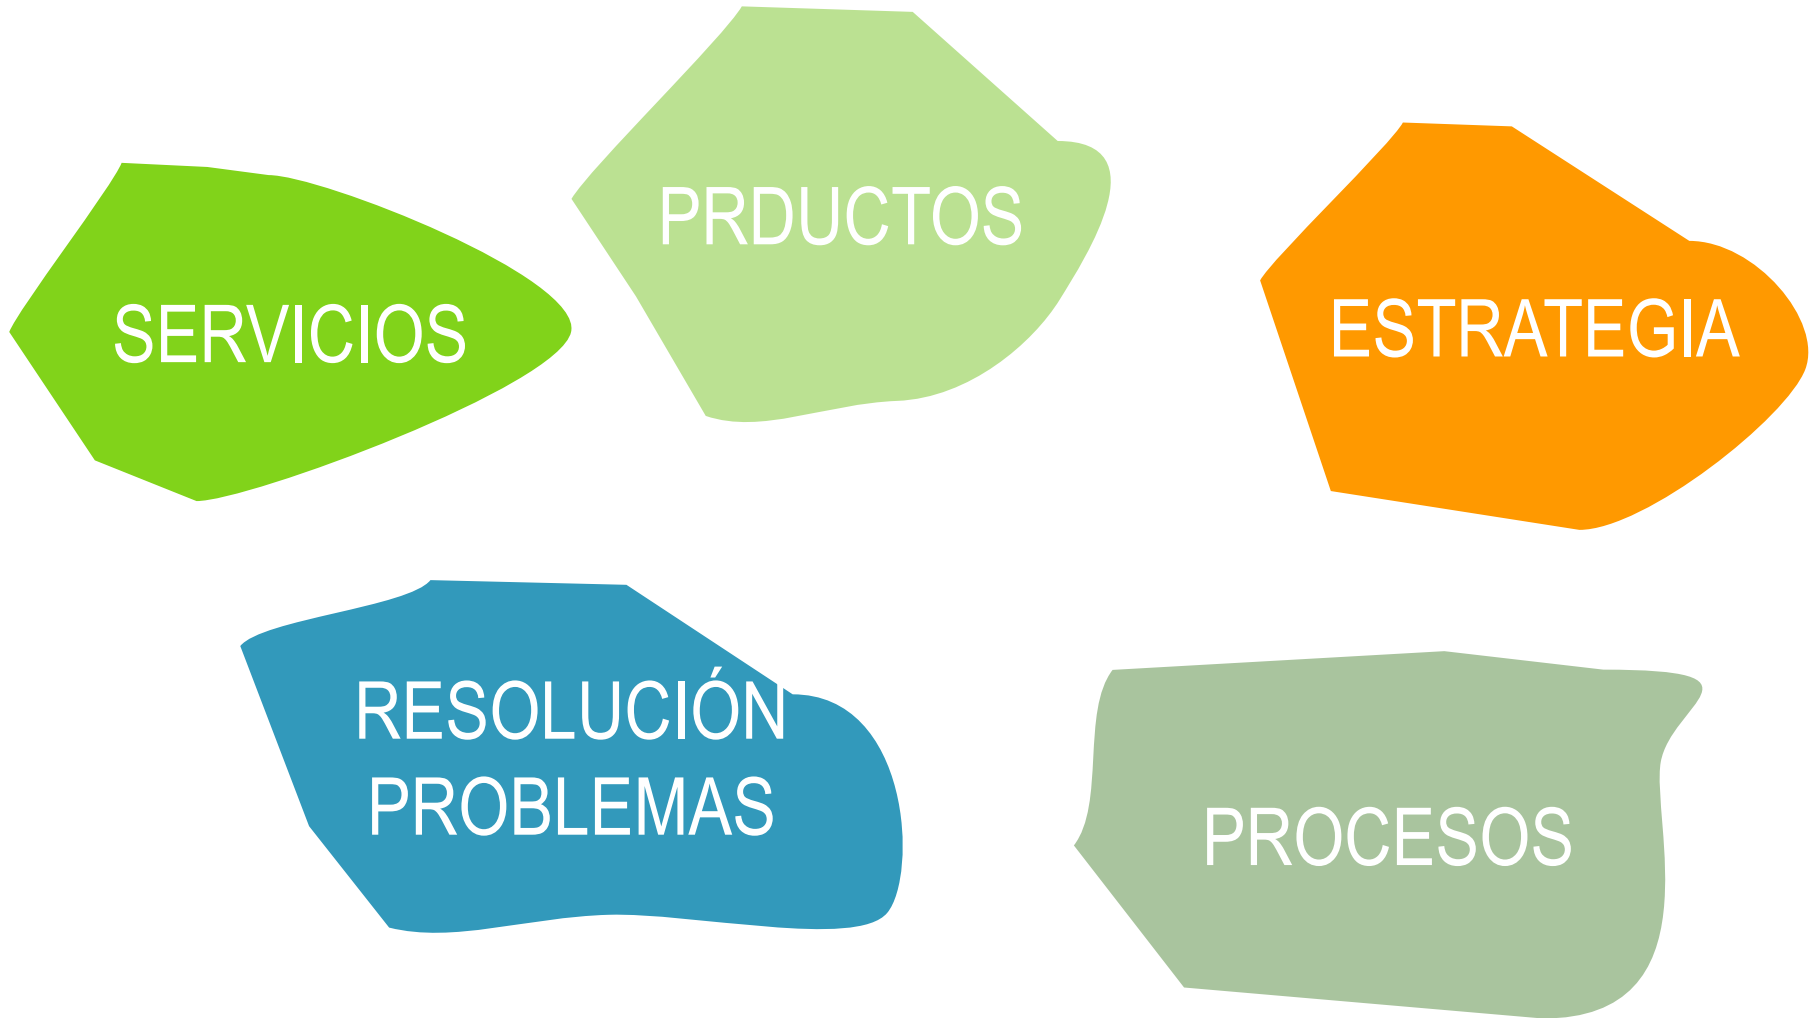 PRDUCTOS
SERVICIOS
ESTRATEGIA
RESOLUCIÓN
PROBLEMAS
PROCESOS